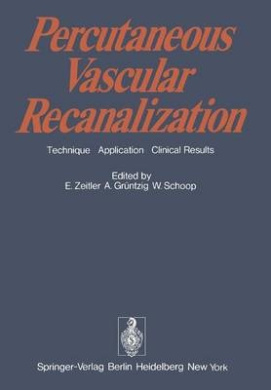 Percutaneous
Vascular
Recanalization
Technique Application Clinical Results
Edited by
E. Zeitler A. Grüntzig W. Schoop
Springer-Verlag Berlin Heidelberg New York